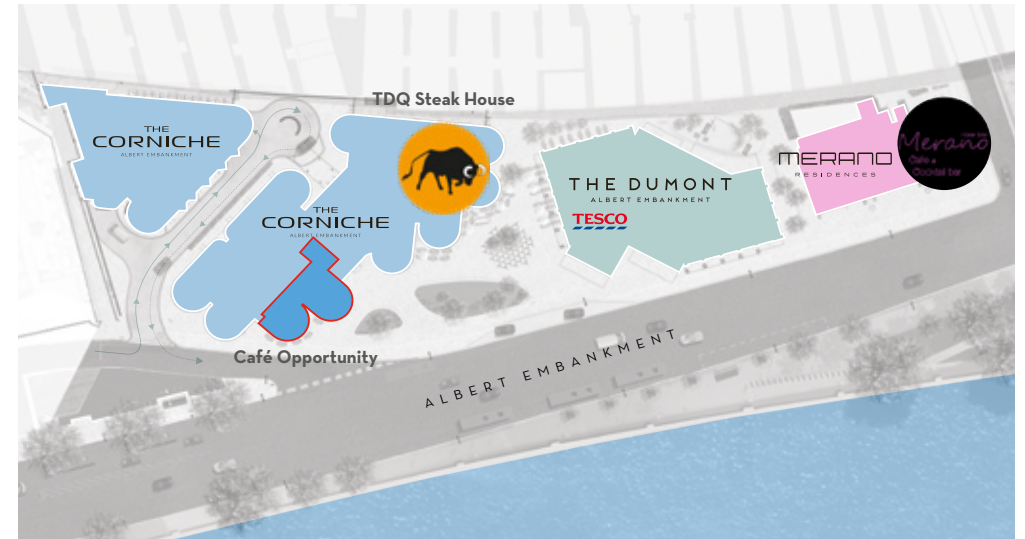 TDQ Steak House
THE
CORNICHE
ALBERT EMBANKMENT
THE
CORNICHE
ALBERT EMBANKMENT
THE DUMONT
ALBERT EMBANKMENT
TESCO
MERANO
RESIDENCES
Merano
Cafe &
Cocktail bar
Café Opportunity
ALBERT EMBANKMENT